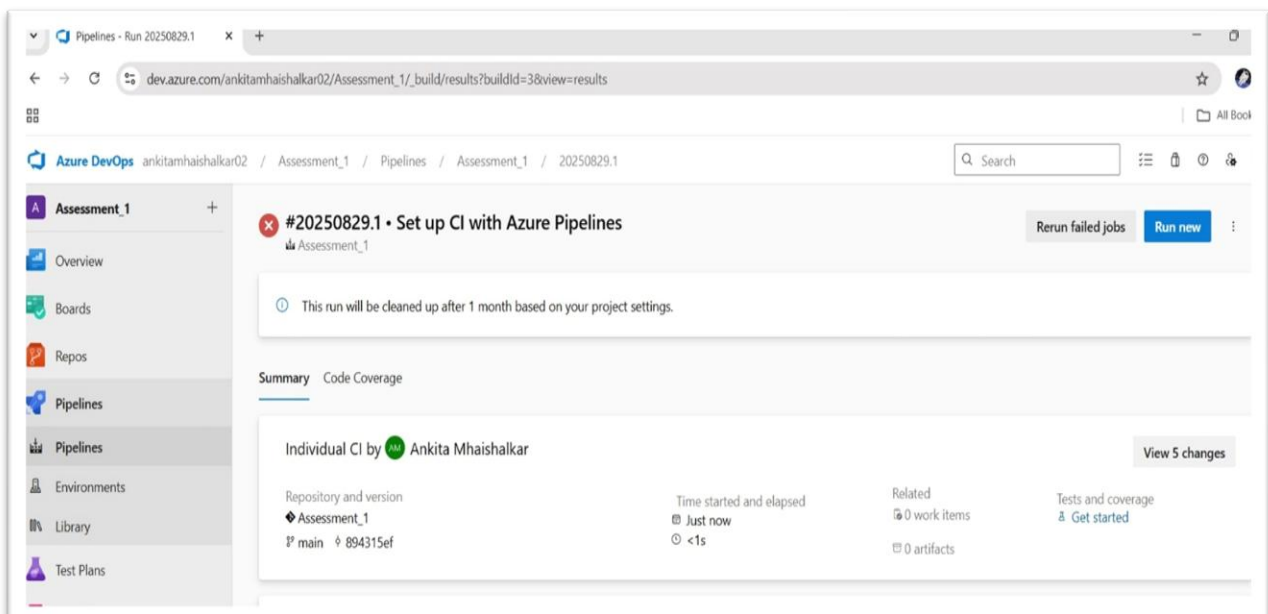 Pipelines - Run 20250829.1
dev.azure.com/ankitamhaishalkar02/Assessment_1/_build/results?buildId=3&view=results
All Book
Azure DevOps ankitamhaishalkar02 / Assessment_1 / Pipelines / Assessment_1 / 20250829.1
Search
A Assessment_1
#20250829.1 • Set up CI with Azure Pipelines
Assessment_1
Rerun failed jobs
Run new
Overview
Boards
Repos
Pipelines
Pipelines
Environments
Library
Test Plans
This run will be cleaned up after 1 month based on your project settings.
Summary Code Coverage
Individual CI by AM Ankita Mhaishalkar
View 5 changes
Repository and version
Assessment_1
main 894315ef
Time started and elapsed
Just now
<1s
Related
0 work items
0 artifacts
Tests and coverage
Get started